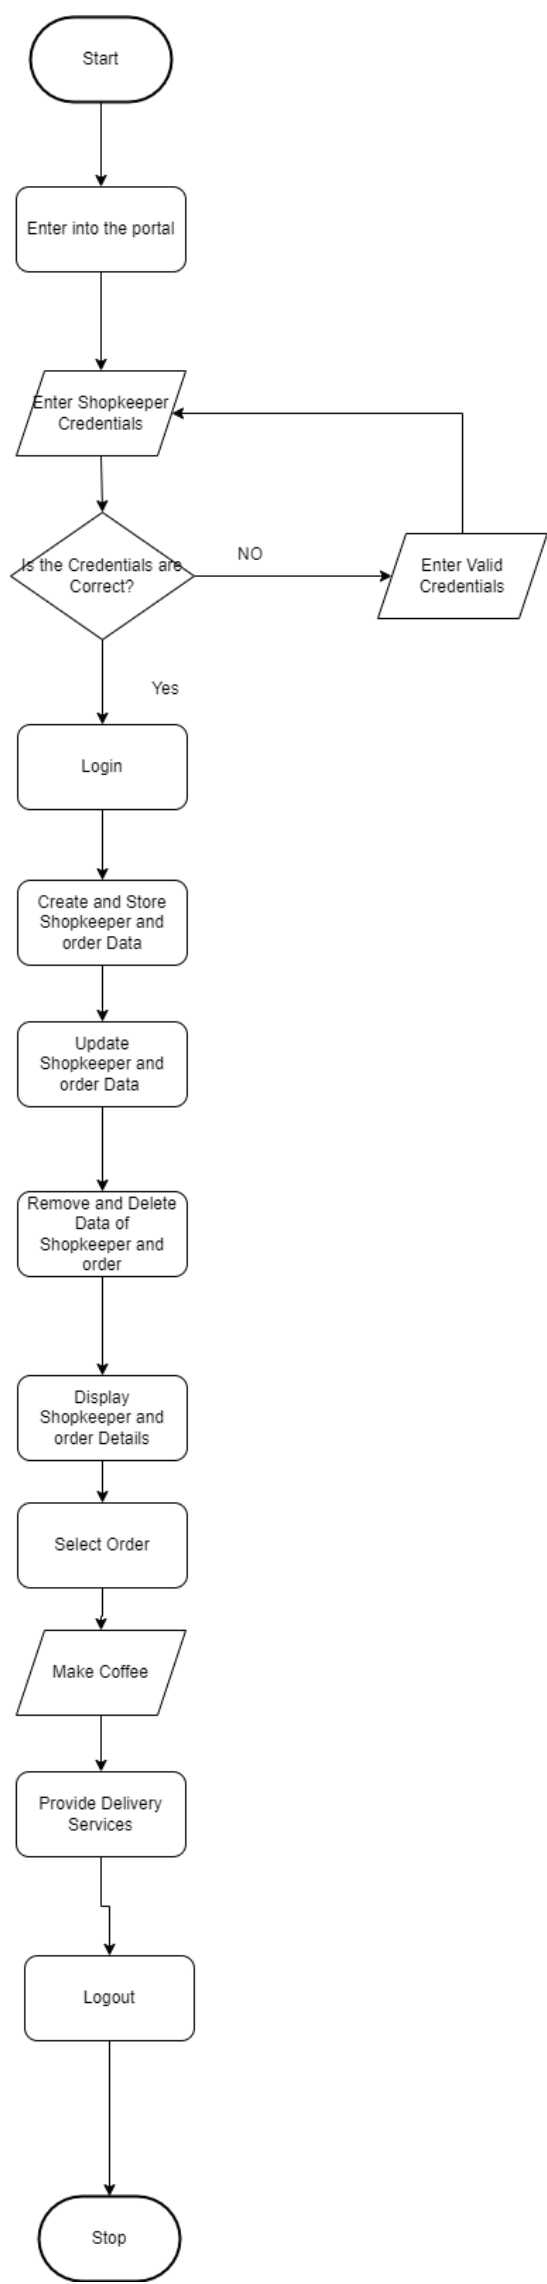 Start
Enter into the portal
Enter Shopkeeper
Credentials
Is the Credentials are
Correct?
NO
Enter Valid
Credentials
Yes
Login
Create and Store
Shopkeeper and
order Data
Update
Shopkeeper and
order Data
Remove and Delete
Data of
Shopkeeper and
order
Display
Shopkeeper and
order Details
Select Order
Make Coffee
Provide Delivery
Services
Logout
Stop